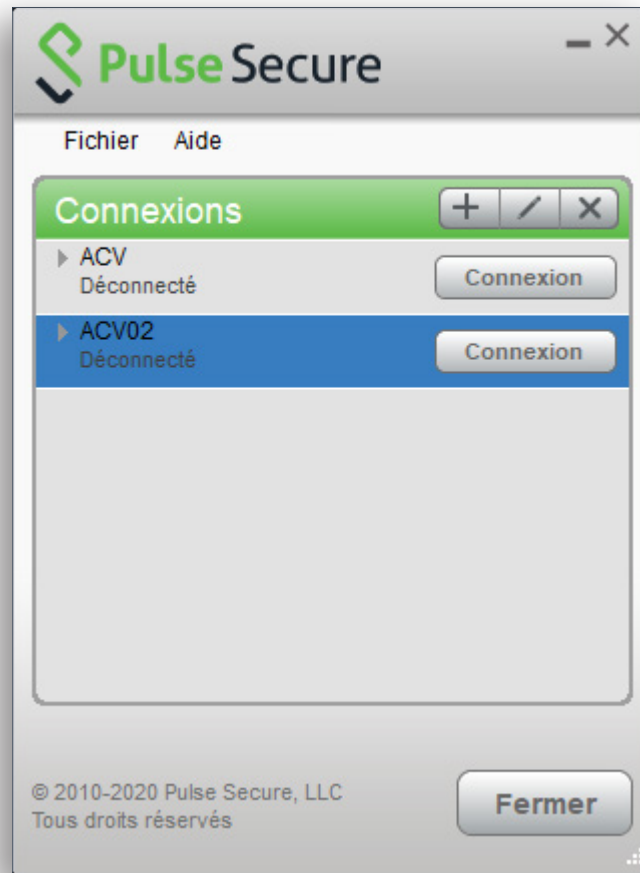 Pulse Secure
Fichier Aide
Connexions
ACV
Déconnecté
Connexion
ACV02
Déconnecté
Connexion
© 2010-2020 Pulse Secure, LLC
Tous droits réservés
Fermer